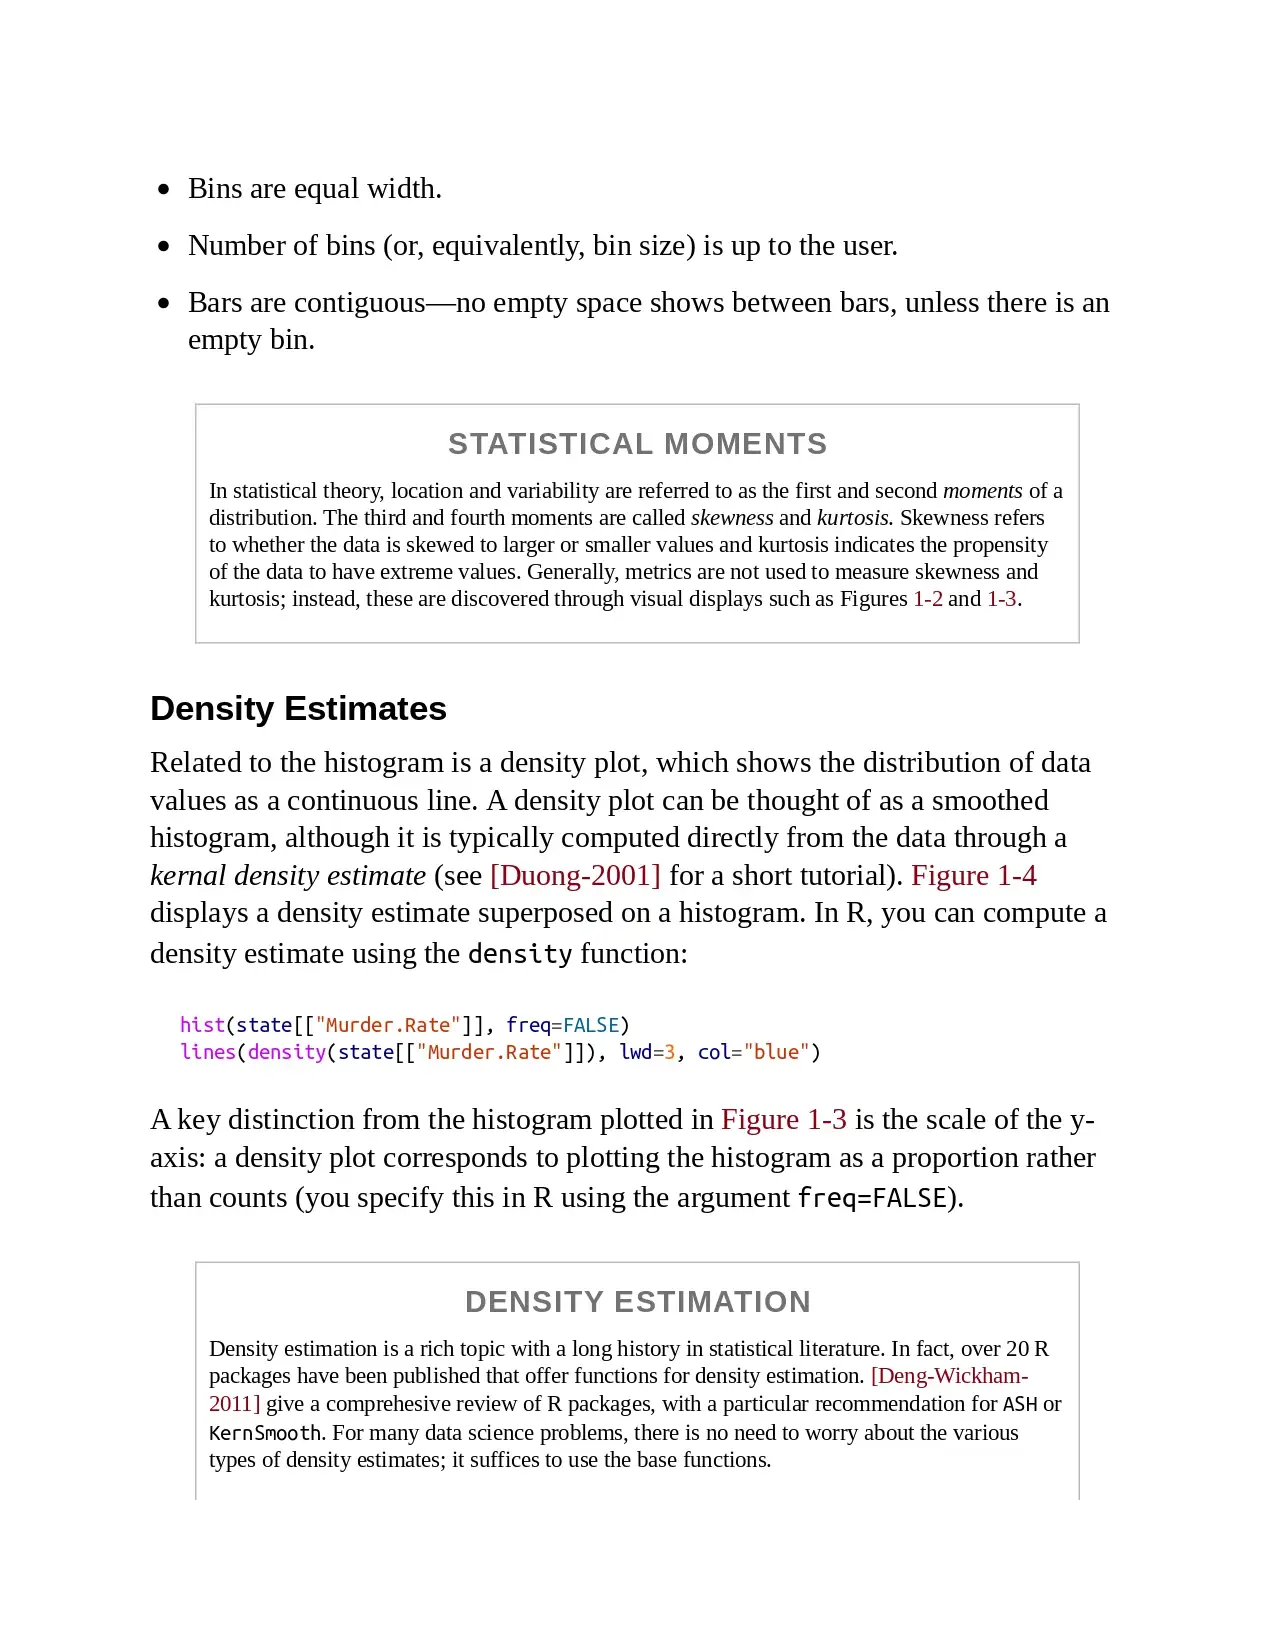 • Bins are equal width.
• Number of bins (or, equivalently, bin size) is up to the user.
• Bars are contiguous—no empty space shows between bars, unless there is an
empty bin.
STATISTICAL MOMENTS
In statistical theory, location and variability are referred to as the first and second moments of a
distribution. The third and fourth moments are called skewness and kurtosis. Skewness refers
to whether the data is skewed to larger or smaller values and kurtosis indicates the propensity
of the data to have extreme values. Generally, metrics are not used to measure skewness and
kurtosis; instead, these are discovered through visual displays such as Figures 1-2 and 1-3.
Density Estimates
Related to the histogram is a density plot, which shows the distribution of data
values as a continuous line. A density plot can be thought of as a smoothed
histogram, although it is typically computed directly from the data through a
kernal density estimate (see [Duong-2001] for a short tutorial). Figure 1-4
displays a density estimate superposed on a histogram. In R, you can compute a
density estimate using the density function:
hist(state[["Murder.Rate"]], freq=FALSE)
lines(density(state[["Murder.Rate"]]), lwd=3, col="blue")
A key distinction from the histogram plotted in Figure 1-3 is the scale of the y-
axis: a density plot corresponds to plotting the histogram as a proportion rather
than counts (you specify this in R using the argument freq=FALSE).
DENSITY ESTIMATION
Density estimation is a rich topic with a long history in statistical literature. In fact, over 20 R
packages have been published that offer functions for density estimation. [Deng-Wickham-
2011] give a comprehesive review of R packages, with a particular recommendation for ASH or
KernSmooth. For many data science problems, there is no need to worry about the various
types of density estimates; it suffices to use the base functions.